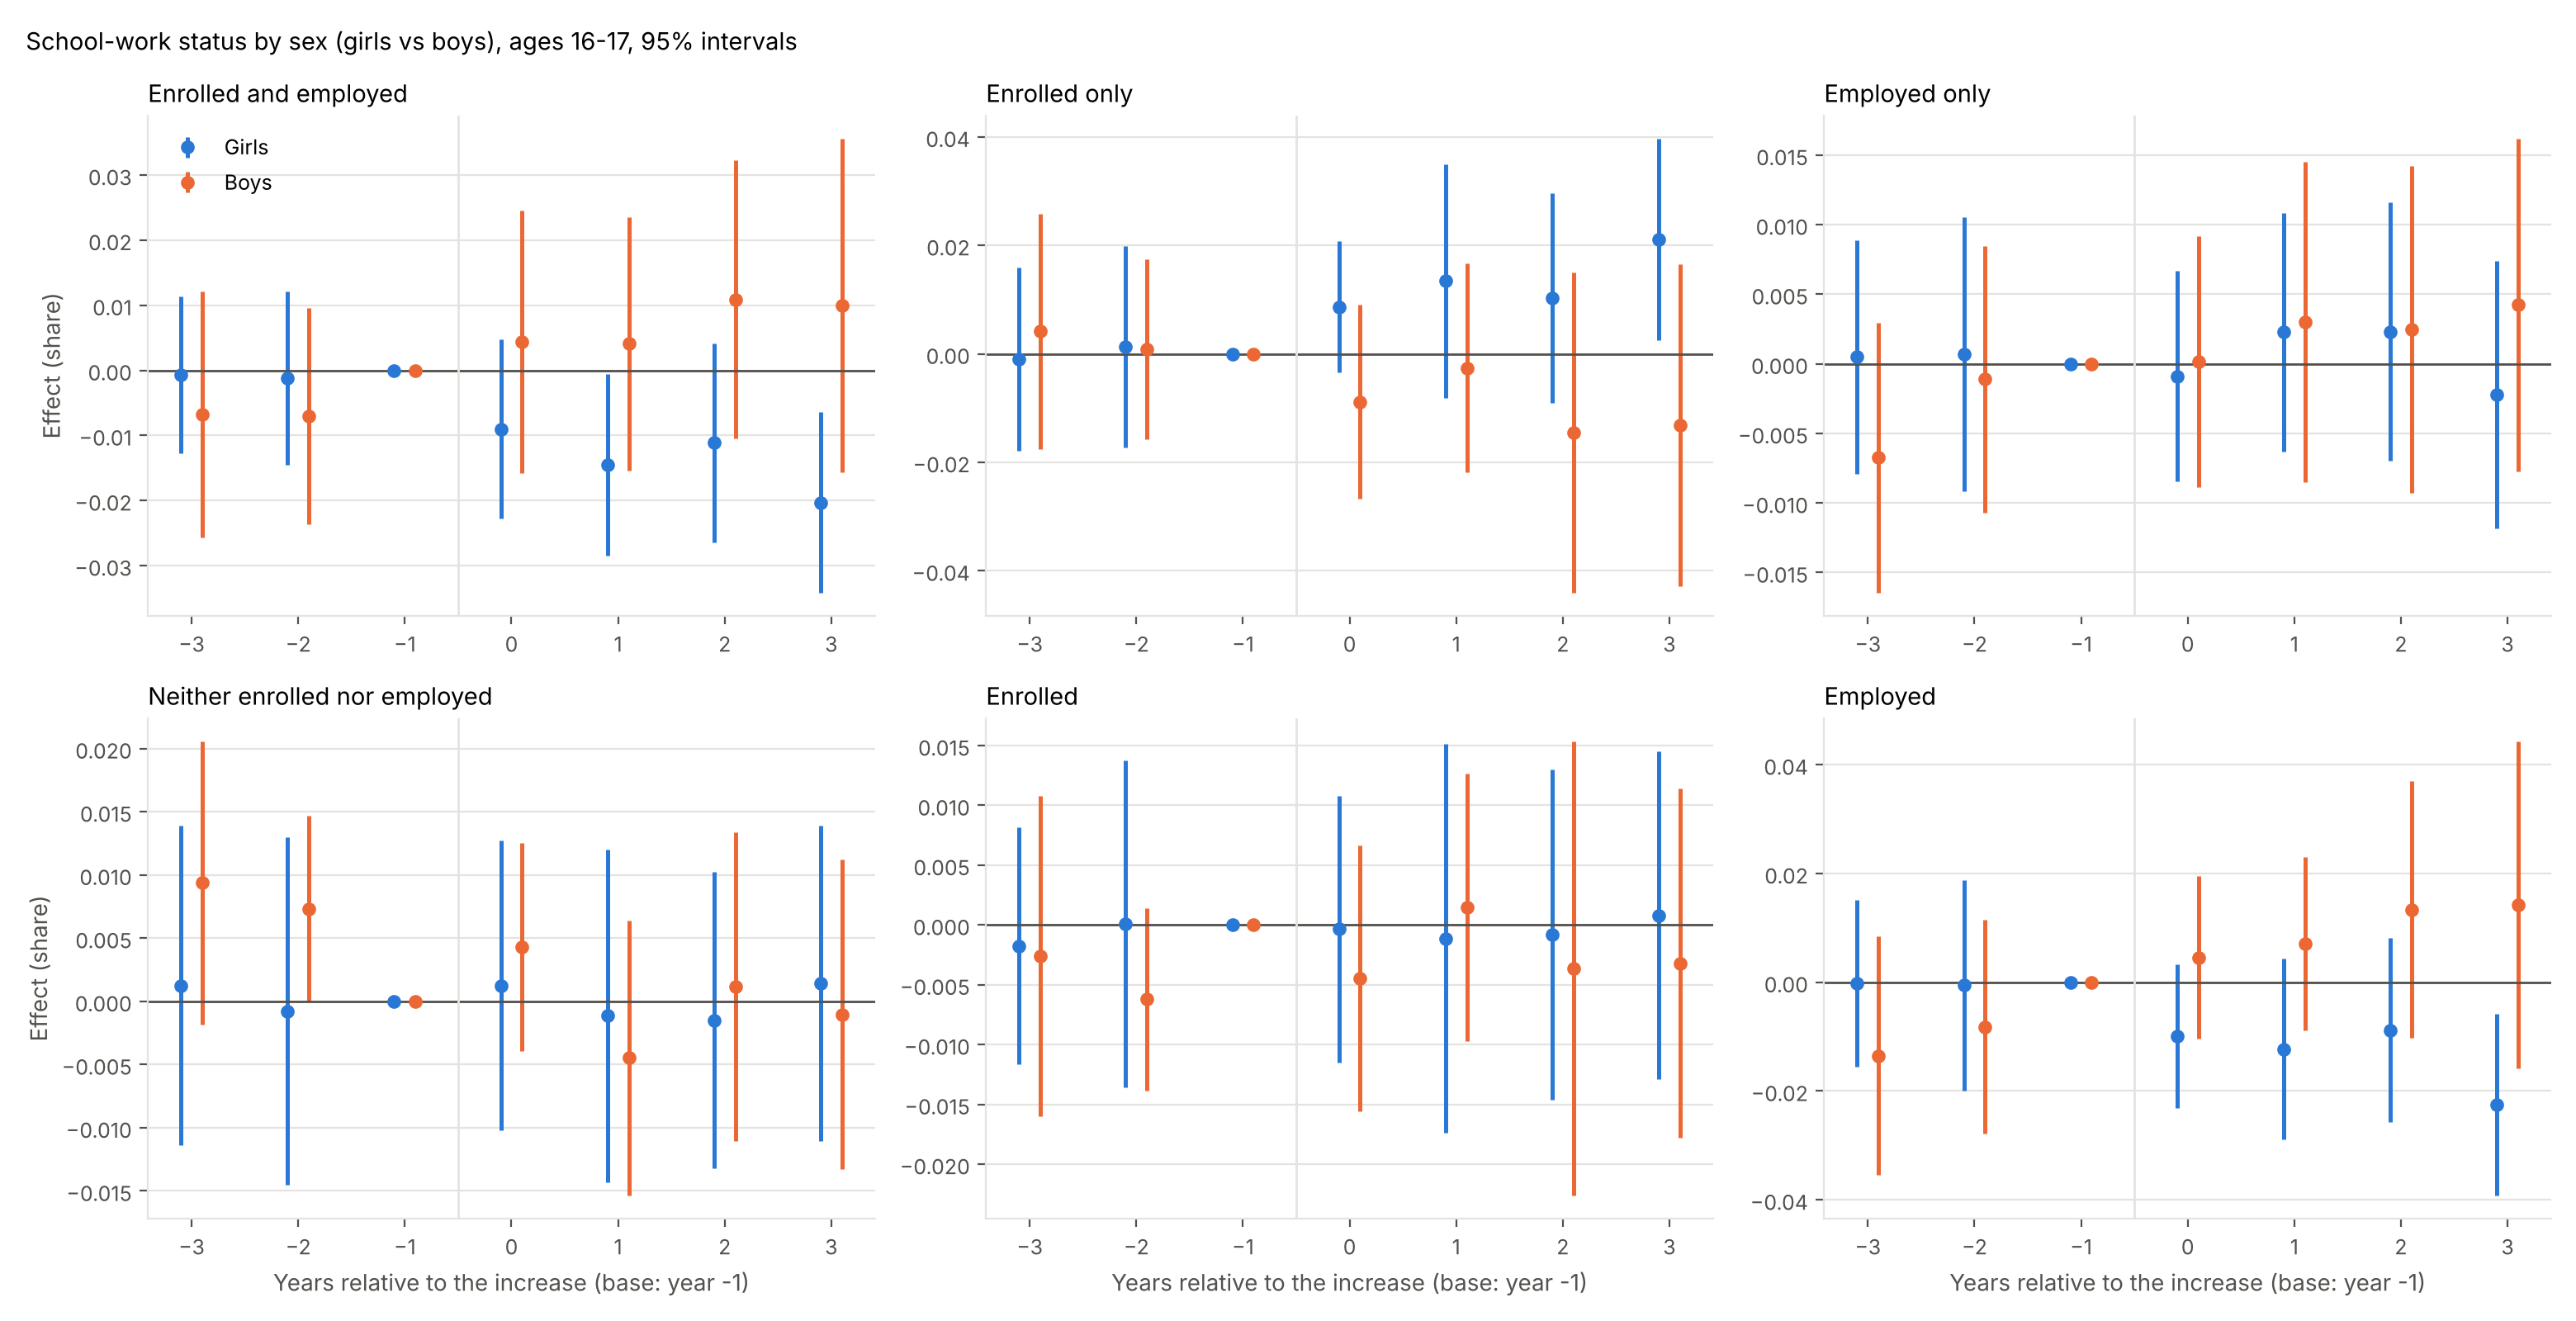 School-work status by sex (girls vs boys), ages 16-17, 95% intervals
Enrolled and employed
Girls
Boys
Effect (share)
0.03
0.02
0.01
0.00
−0.01
−0.02
−0.03
−3 −2 −1 0 1 2 3
Enrolled only
0.04
0.02
0.00
−0.02
−0.04
−3 −2 −1 0 1 2 3
Employed only
0.015
0.010
0.005
0.000
−0.005
−0.010
−0.015
−3 −2 −1 0 1 2 3
Neither enrolled nor employed
Effect (share)
0.020
0.015
0.010
0.005
0.000
−0.005
−0.010
−0.015
−3 −2 −1 0 1 2 3
Years relative to the increase (base: year -1)
Enrolled
0.015
0.010
0.005
0.000
−0.005
−0.010
−0.015
−0.020
−3 −2 −1 0 1 2 3
Years relative to the increase (base: year -1)
Employed
0.04
0.02
0.00
−0.02
−0.04
−3 −2 −1 0 1 2 3
Years relative to the increase (base: year -1)